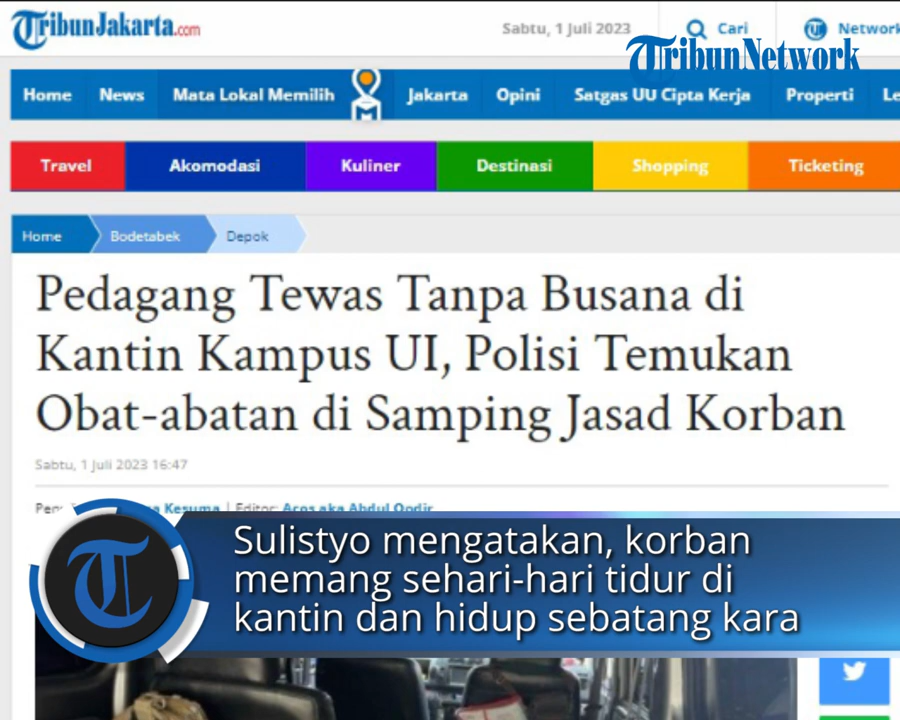 TribunJakarta.com
Sabtu, 1 Juli 2023
Cari
Network
TribunNetwork
Home News Mata Lokal Memilih Jakarta Opini Satgas UU Cipta Kerja Properti Le
Travel Akomodasi Kuliner Destinasi Shopping Ticketing
Home Bodetabek Depok
Pedagang Tewas Tanpa Busana di
Kantin Kampus UI, Polisi Temukan
Obat-abatan di Samping Jasad Korban
Sabtu, 1 Juli 2023 16:47
Kesuma | Editor: Abdul Qodir
Sulistyo mengatakan, korban
memang sehari-hari tidur di
kantin dan hidup sebatang kara